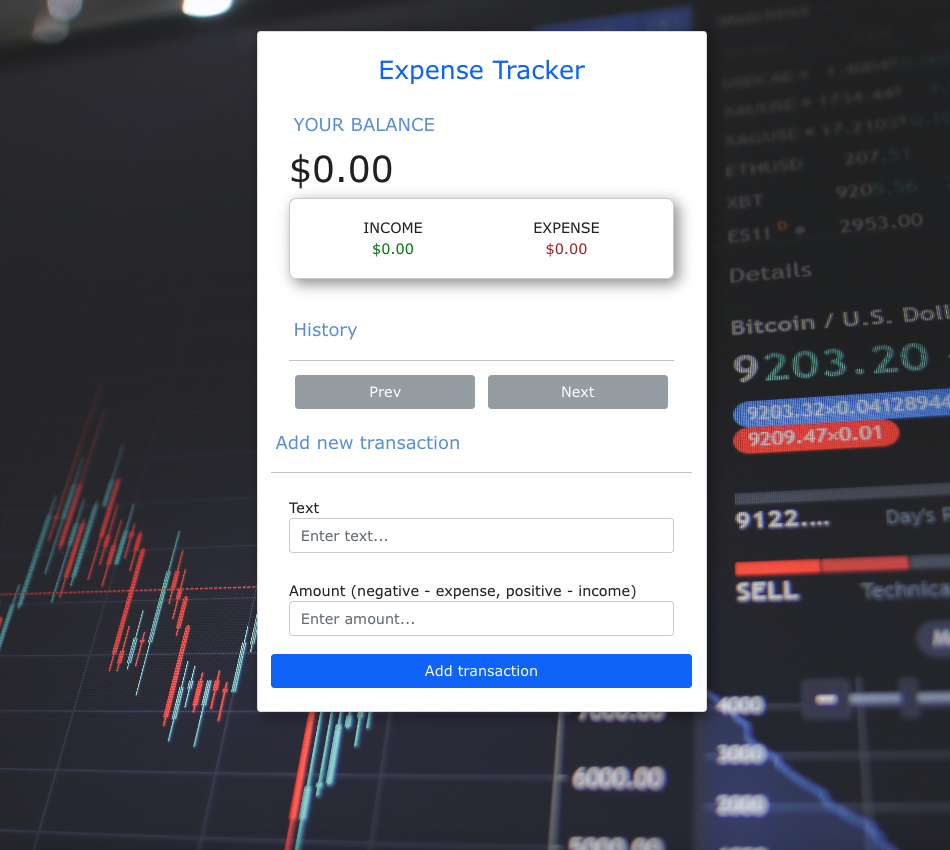 Expense Tracker
YOUR BALANCE
$0.00
INCOME
EXPENSE
$0.00
$0.00
History
Prev
Next
Add new transaction
Text
Enter text...
Amount (negative - expense, positive - income)
Enter amount...
Add transaction
ETHUSD 207.51
XBT 9205.56
ES1! D 2953.00
Details
Bitcoin / U.S.
9203.20
9203.32×0.04128944
9209.47×0.01
9122....
Day's
SELL
4000
3000
2000
7000.00
6000.00
5000.00